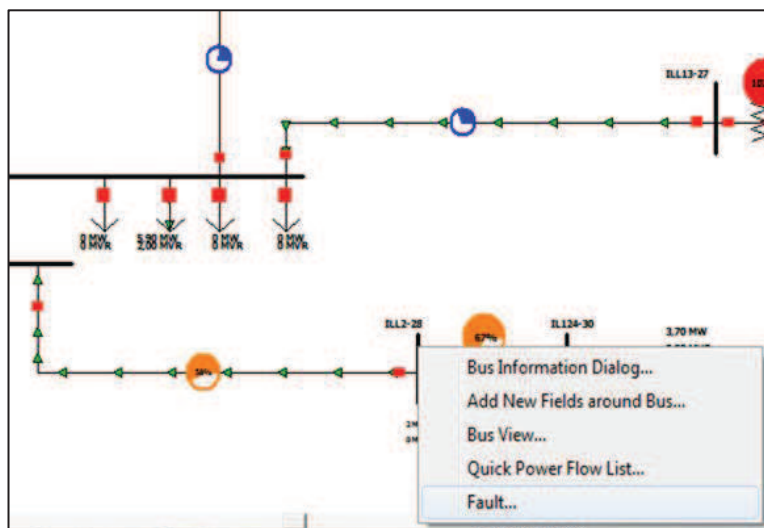 ILL13-27
0 MW 5.90 MW 0 MW 0 MW
0 MVR 2.00 MVR 0 MVR 0 MVR
ILL2-28 67% IL124-30 3.70 MW
Bus Information Dialog...
Add New Fields around Bus...
Bus View...
Quick Power Flow List...
Fault...